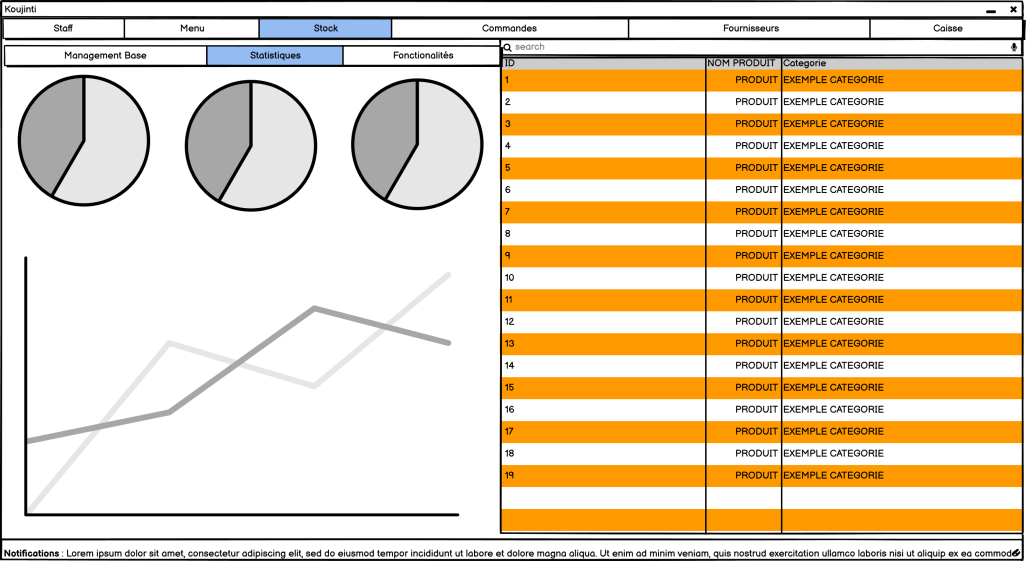 Koujinti
Staff Menu Stock Commandes Fournisseurs Caisse
Management Base Statistiques Fonctionalités
search
ID NOM PRODUIT Categorie
1 PRODUIT EXEMPLE CATEGORIE
2 PRODUIT EXEMPLE CATEGORIE
3 PRODUIT EXEMPLE CATEGORIE
4 PRODUIT EXEMPLE CATEGORIE
5 PRODUIT EXEMPLE CATEGORIE
6 PRODUIT EXEMPLE CATEGORIE
7 PRODUIT EXEMPLE CATEGORIE
8 PRODUIT EXEMPLE CATEGORIE
9 PRODUIT EXEMPLE CATEGORIE
10 PRODUIT EXEMPLE CATEGORIE
11 PRODUIT EXEMPLE CATEGORIE
12 PRODUIT EXEMPLE CATEGORIE
13 PRODUIT EXEMPLE CATEGORIE
14 PRODUIT EXEMPLE CATEGORIE
15 PRODUIT EXEMPLE CATEGORIE
16 PRODUIT EXEMPLE CATEGORIE
17 PRODUIT EXEMPLE CATEGORIE
18 PRODUIT EXEMPLE CATEGORIE
19 PRODUIT EXEMPLE CATEGORIE
Notifications : Lorem ipsum dolor sit amet, consectetur adipiscing elit, sed do eiusmod tempor incididunt ut labore et dolore magna aliqua. Ut enim ad minim veniam, quis nostrud exercitation ullamco laboris nisi ut aliquip ex ea commodo